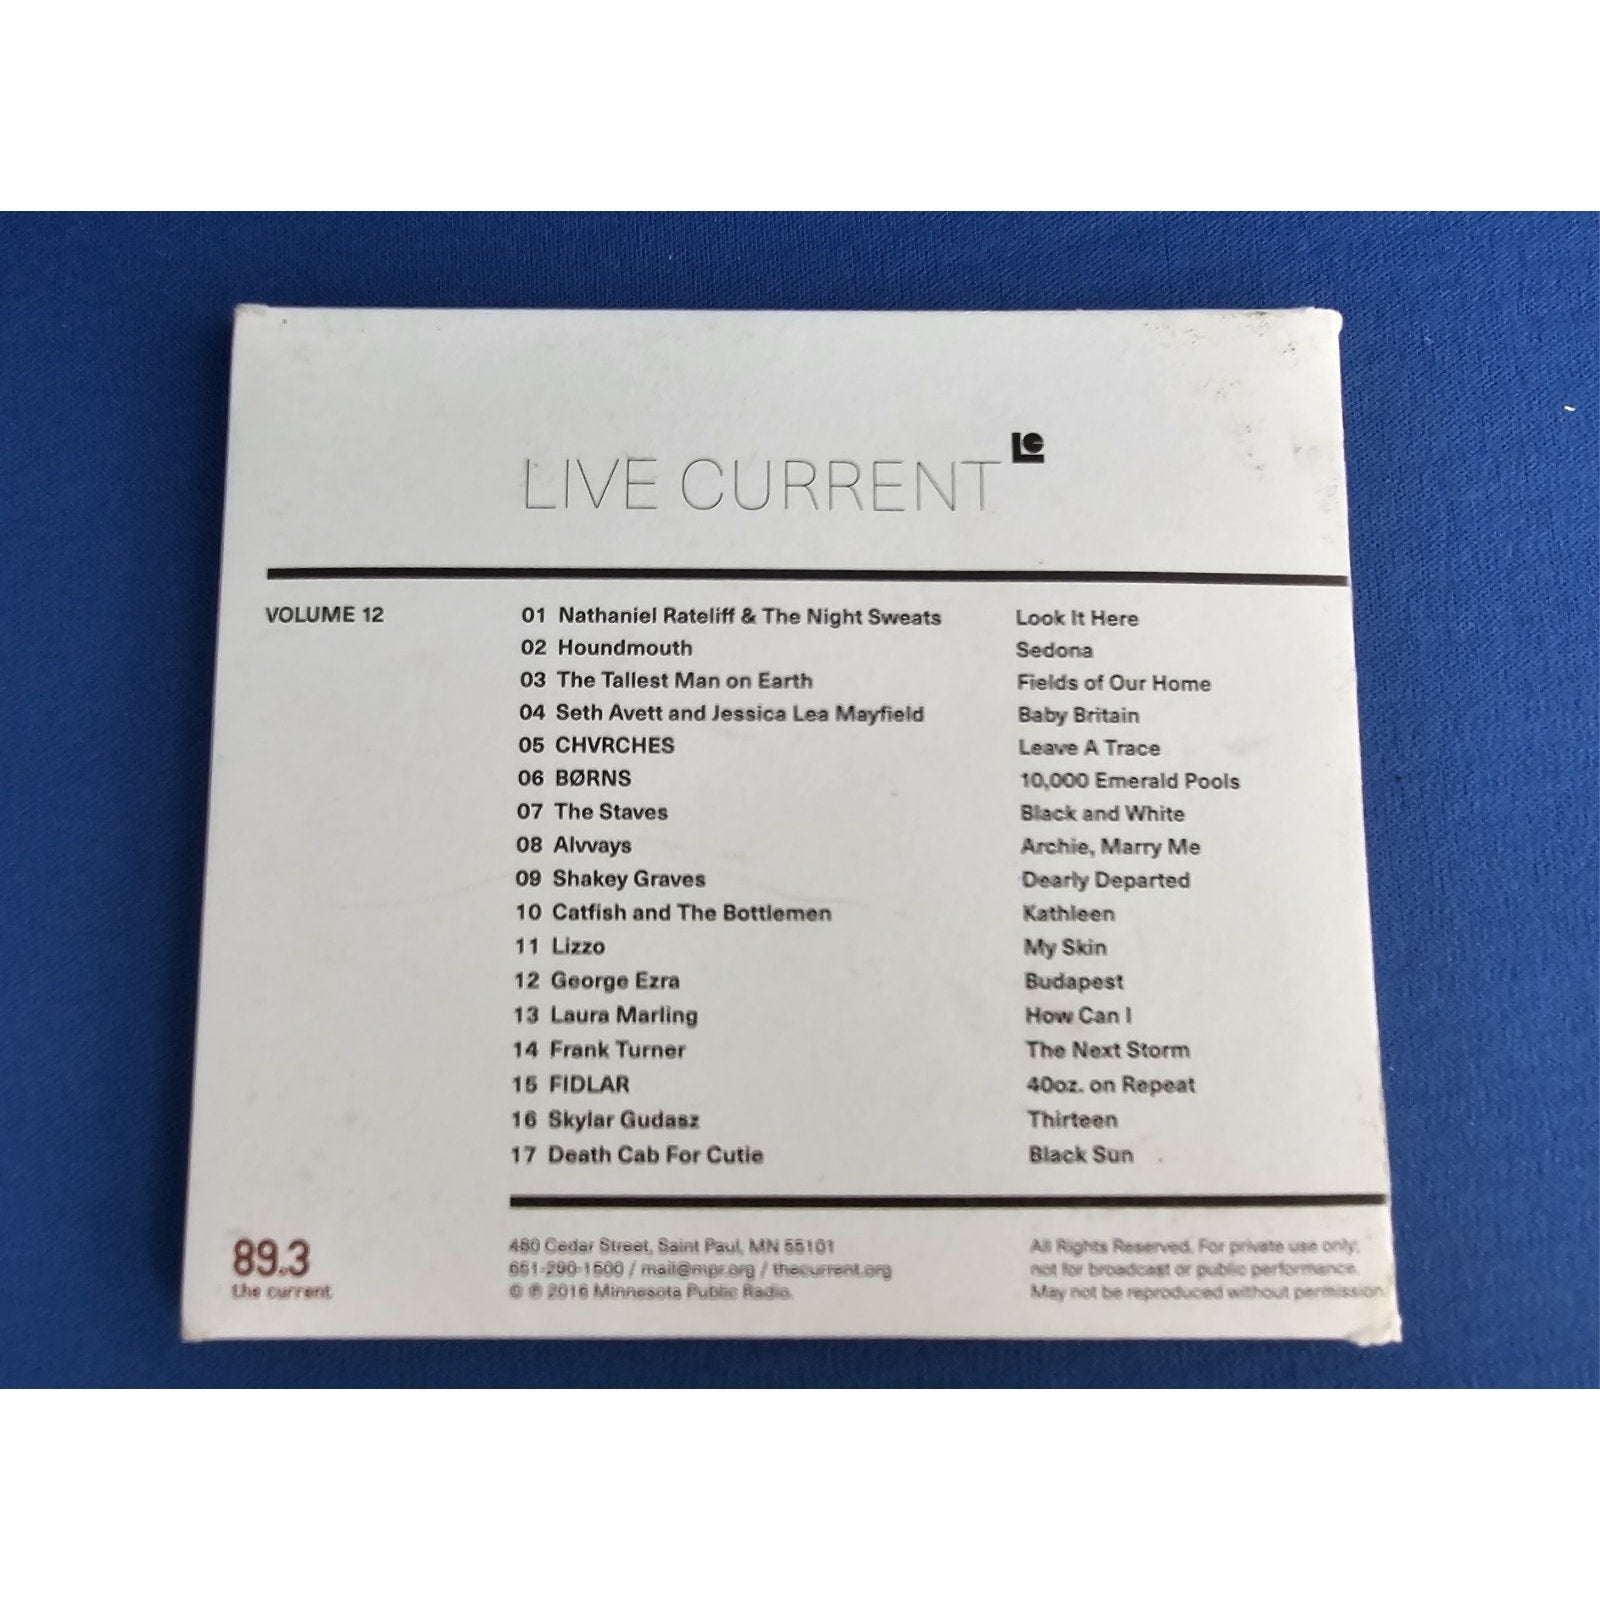 LIVE CURRENT LC
VOLUME 12
01 Nathaniel Rateliff & The Night Sweats Look It Here
02 Houndmouth Sedona
03 The Tallest Man on Earth Fields of Our Home
04 Seth Avett and Jessica Lea Mayfield Baby Britain
05 CHVRCHES Leave A Trace
06 BØRNS 10,000 Emerald Pools
07 The Staves Black and White
08 Alvvays Archie, Marry Me
09 Shakey Graves Dearly Departed
10 Catfish and The Bottlemen Kathleen
11 Lizzo My Skin
12 George Ezra Budapest
13 Laura Marling How Can I
14 Frank Turner The Next Storm
15 FIDLAR 40oz. on Repeat
16 Skylar Gudasz Thirteen
17 Death Cab For Cutie Black Sun
89.3
the current
480 Cedar Street, Saint Paul, MN 55101
651-290-1500 / mail@mpr.org / thecurrent.org
© ℗ 2016 Minnesota Public Radio.
All Rights Reserved. For private use only;
not for broadcast or public performance.
May not be reproduced without permission.